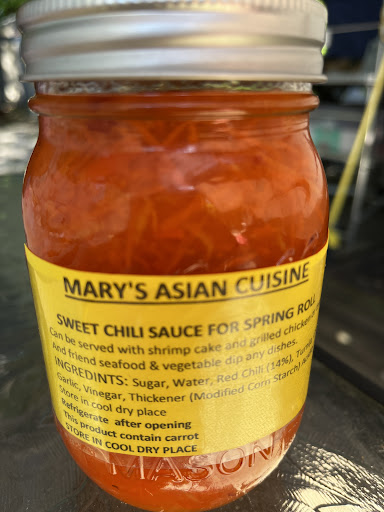 MARY'S ASIAN CUISINE
SWEET CHILI SAUCE FOR SPRING ROLL
Can be served with shrimp cake and grilled chicken
And friend seafood & vegetable dip any dishes.
INGREDINTS: Sugar, Water, Red Chili (14%),
Garlic, Vinegar, Thickener (Modified Corn Starch)
Store in cool dry place
Refrigerate after opening
This product contain carrot
STORE IN COOL DRY PLACE
MASON